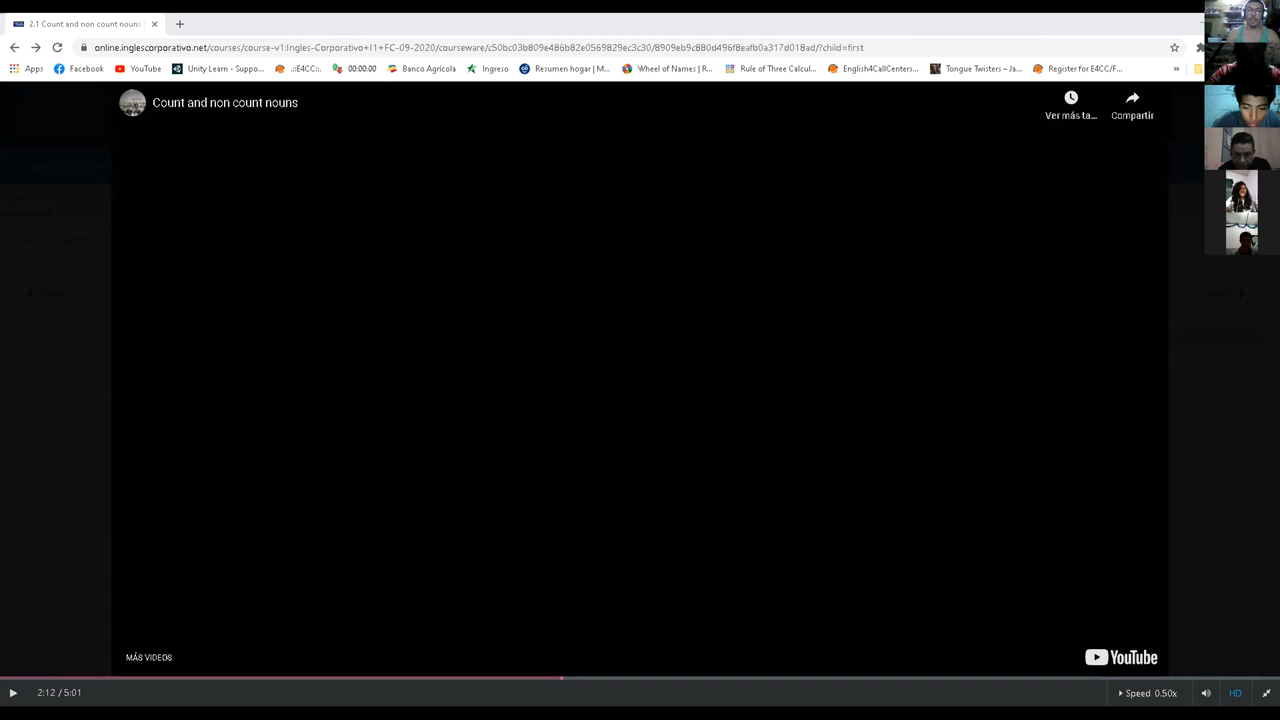 2.1 Count and non count nouns
online.inglescorporativo.net/courses/course-v1:Ingles-Corporativo+I1+FC-09-2020/courseware/c50bc03b809e486b82e0569829ec3c30/8909eb9c880d496f8eafb0a317d018ad/?child=first
Apps Facebook YouTube Unity Learn - Suppo... .::E4CC::. 00:00:00 Banco Agrícola Ingreso Resumen hogar | M... Wheel of Names | R... Rule of Three Calcul... English4CallCenters... Tongue Twisters – Ja... Register for E4CC/F... »
Count and non count nouns
Ver más ta... Compartir
MÁS VIDEOS
YouTube
2:12 / 5:01 Speed 0.50x HD